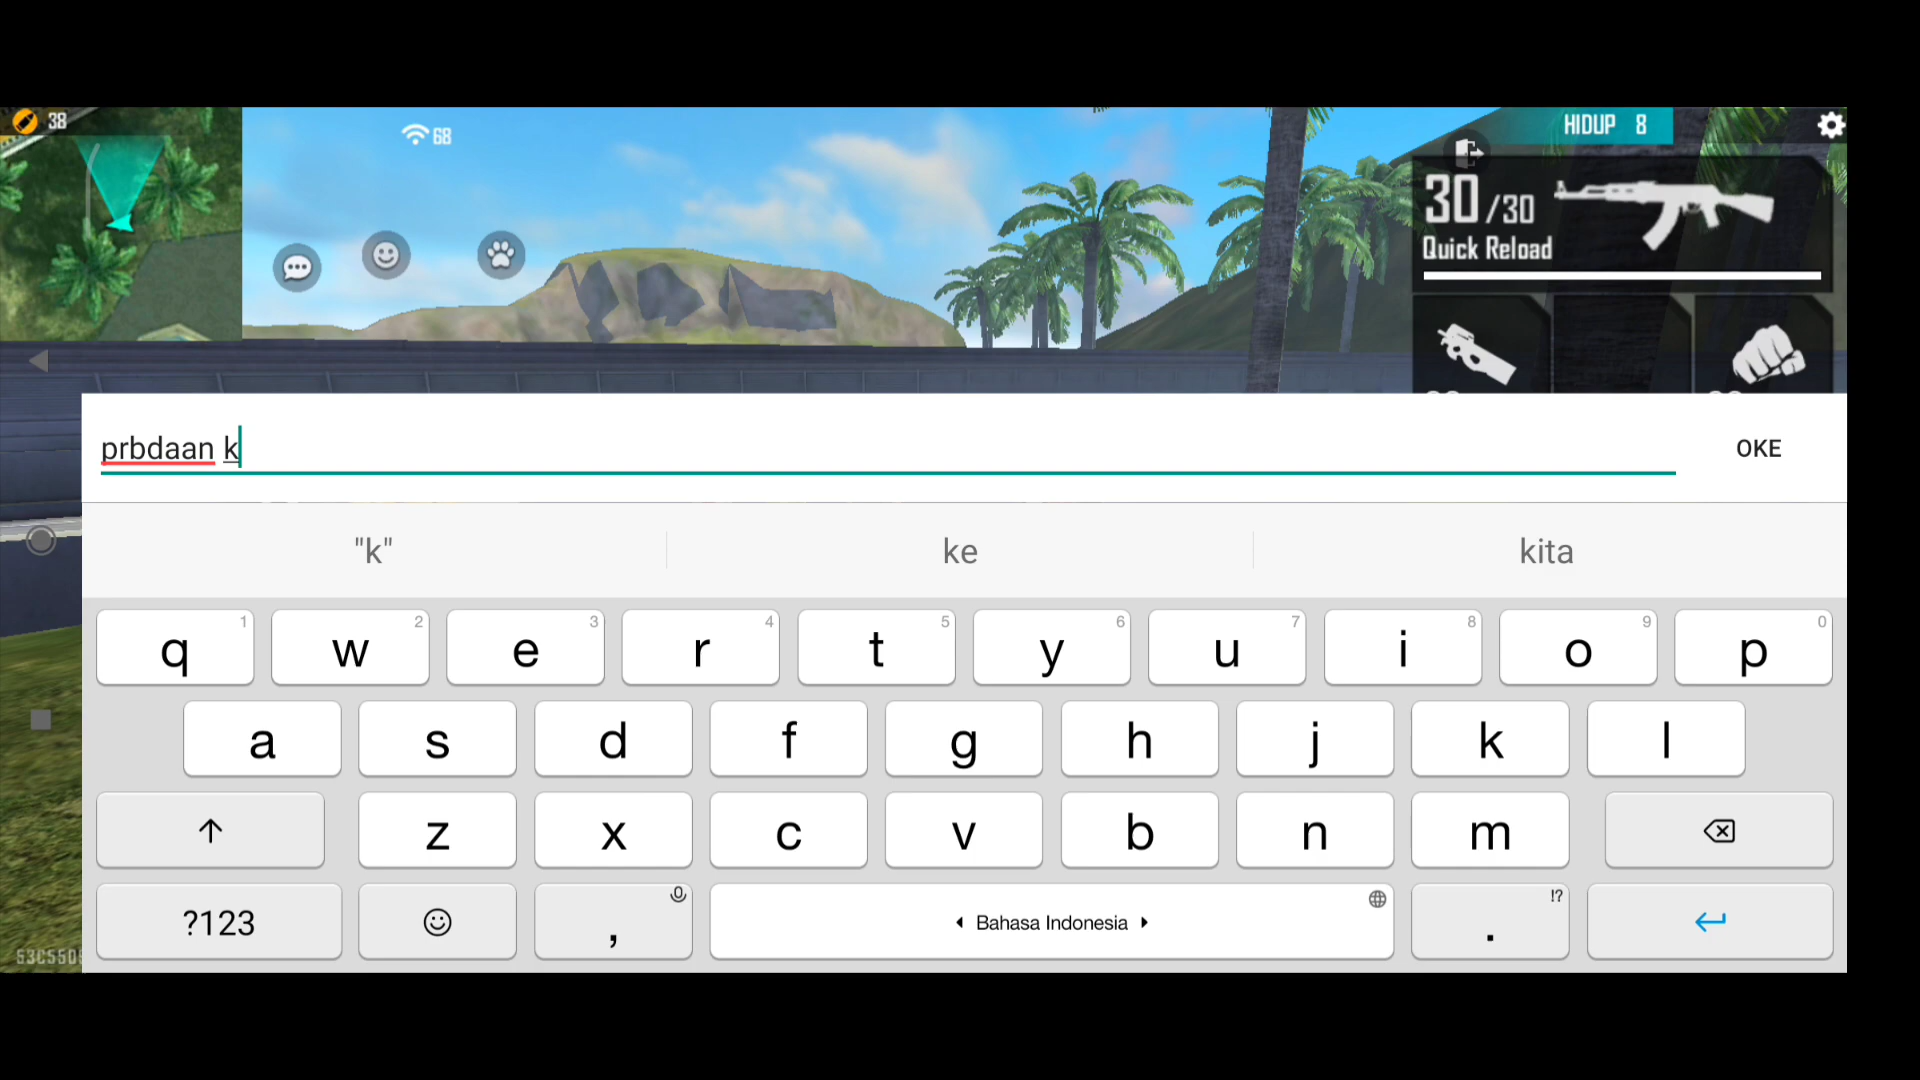 38
68
HIDUP 8
30/30
Quick Reload
prbdaan k
OKE
"k" ke kita
q 1 w 2 e 3 r 4 t 5 y 6 u 7 i 8 o 9 p 0
a s d f g h j k l
z x c v b n m
?123 , Bahasa Indonesia . !?